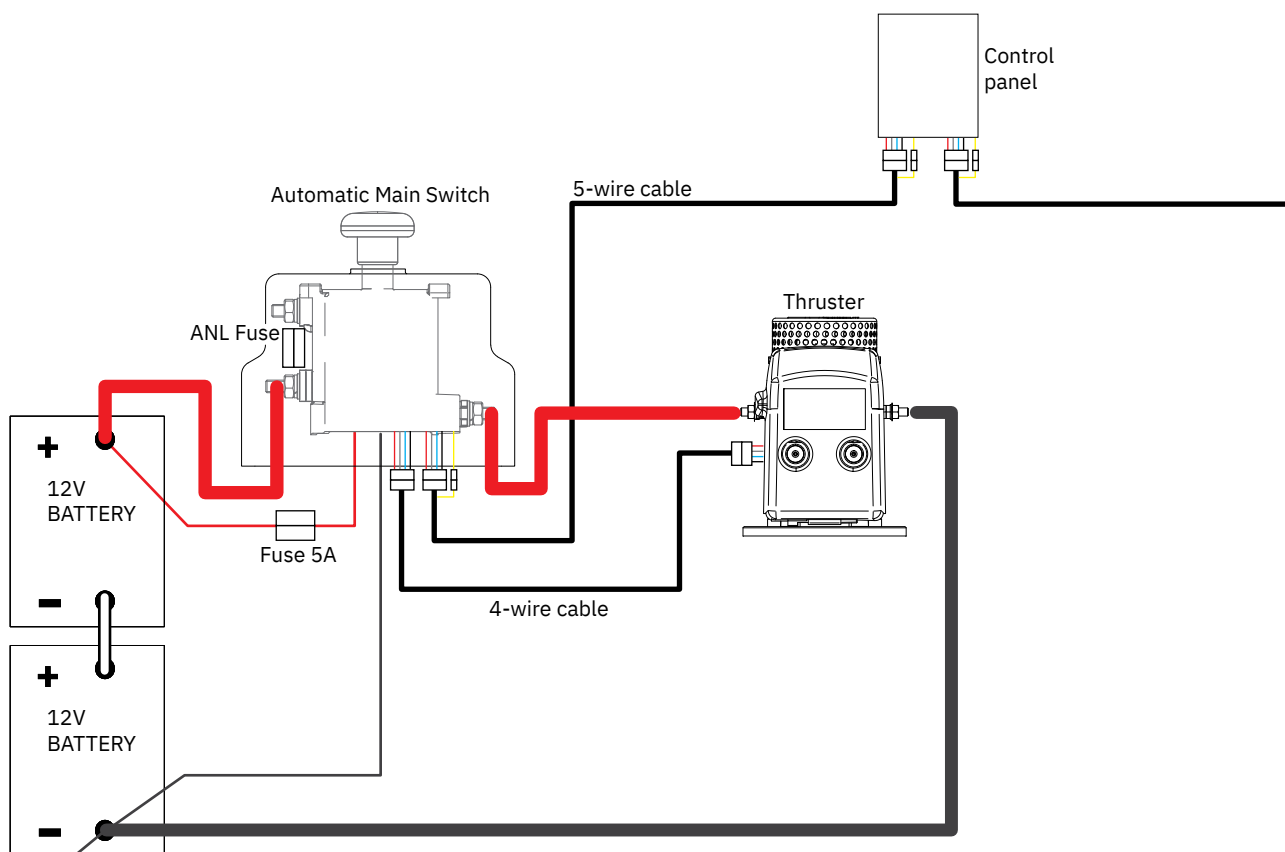 Control
panel
5-wire cable
Automatic Main Switch
Thruster
ANL Fuse
+
12V
BATTERY
Fuse 5A
-
4-wire cable
+
12V
BATTERY
-